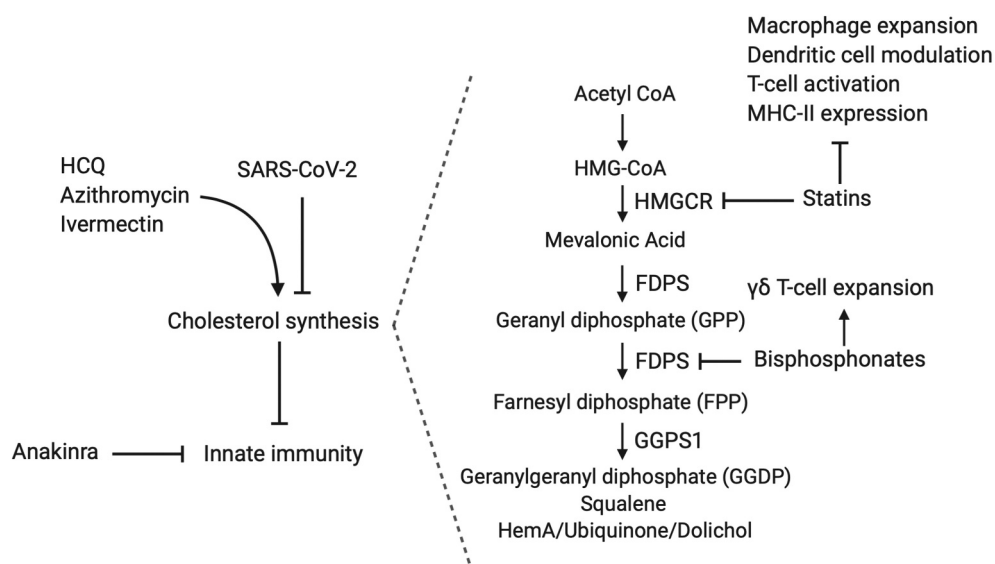 HCQ
Azithromycin
Ivermectin
SARS-CoV-2
Cholesterol synthesis
Anakinra
Innate immunity
Acetyl CoA
HMG-CoA
HMGCR
Mevalonic Acid
FDPS
Geranyl diphosphate (GPP)
FDPS
Farnesyl diphosphate (FPP)
GGPS1
Geranylgeranyl diphosphate (GGDP)
Squalene
HemA/Ubiquinone/Dolichol
Macrophage expansion
Dendritic cell modulation
T-cell activation
MHC-II expression
Statins
γδ T-cell expansion
Bisphosphonates